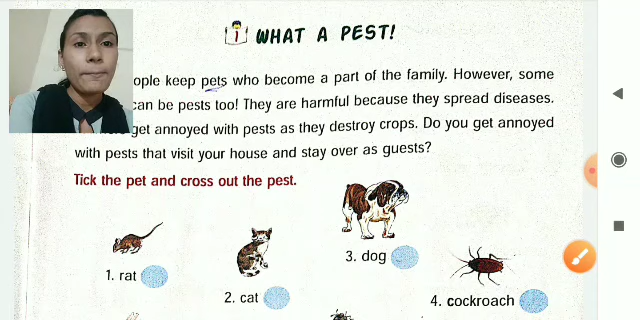 1 WHAT A PEST!
ople keep pets who become a part of the family. However, some
can be pests too! They are harmful because they spread diseases.
get annoyed with pests as they destroy crops. Do you get annoyed
with pests that visit your house and stay over as guests?
Tick the pet and cross out the pest.
1. rat
2. cat
3. dog
4. cockroach